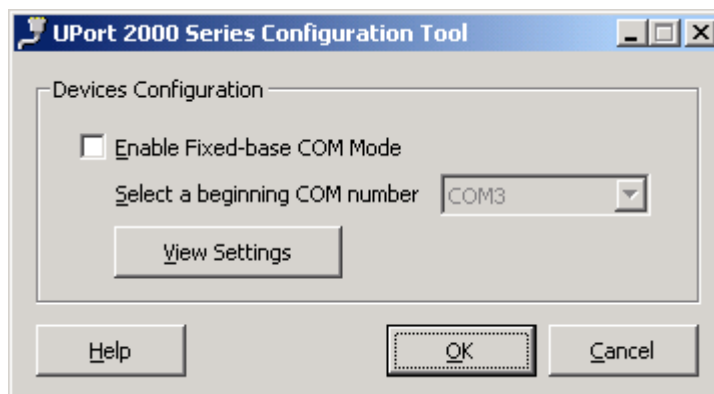 UPort 2000 Series Configuration Tool
Devices Configuration
Enable Fixed-base COM Mode
Select a beginning COM number COM3
View Settings
Help OK Cancel